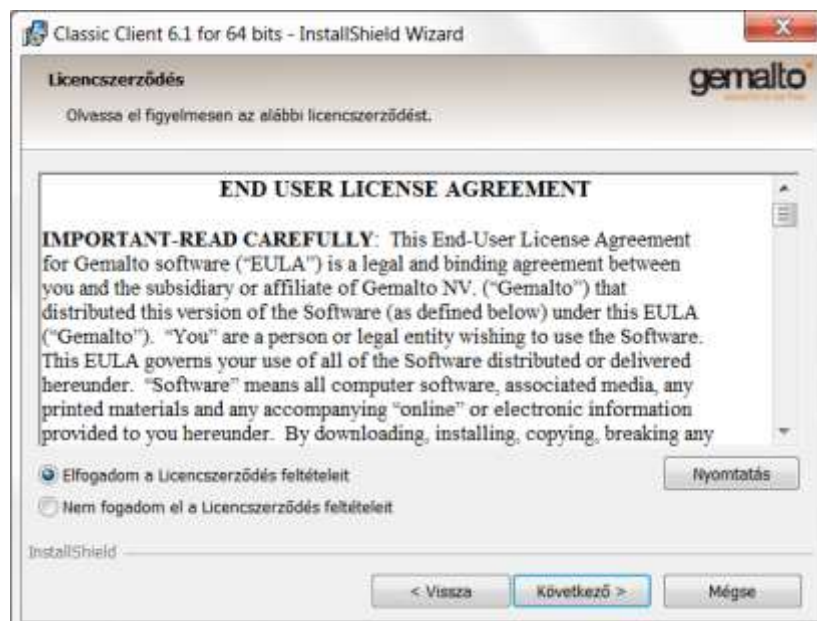 Classic Client 6.1 for 64 bits - InstallShield Wizard
Licencszerződés
gemalto
Olvassa el figyelmesen az alábbi licencszerződést.
END USER LICENSE AGREEMENT
IMPORTANT-READ CAREFULLY: This End-User License Agreement
for Gemalto software (“EULA”) is a legal and binding agreement between
you and the subsidiary or affiliate of Gemalto NV. (“Gemalto”) that
distributed this version of the Software (as defined below) under this EULA
(“Gemalto”). “You” are a person or legal entity wishing to use the Software.
This EULA governs your use of all of the Software distributed or delivered
hereunder. “Software” means all computer software, associated media, any
printed materials and any accompanying “online” or electronic information
provided to you hereunder. By downloading, installing, copying, breaking any
Elfogadom a Licencszerződés feltételeit
Nyomtatás
Nem fogadom el a Licencszerződés feltételeit
InstallShield
< Vissza
Következő >
Mégse